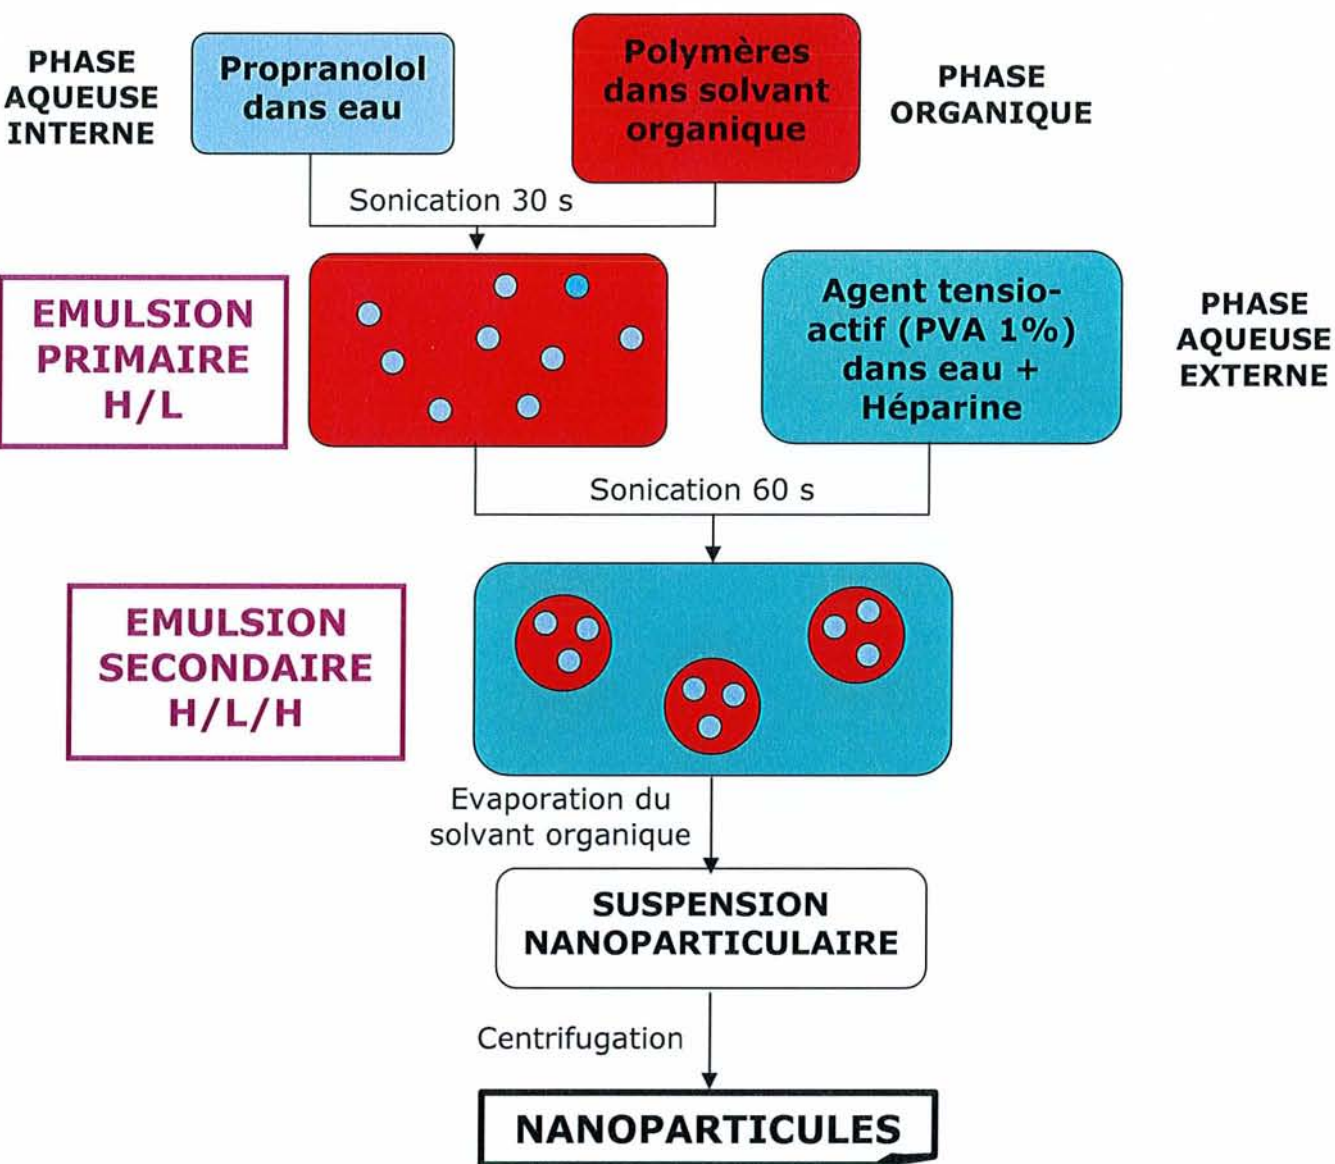 PHASE
AQUEUSE
INTERNE
Propranolol
dans eau
Polymères
dans solvant
organique
PHASE
ORGANIQUE
Sonication 30 s
EMULSION
PRIMAIRE
H/L
Agent tensio-
actif (PVA 1%)
dans eau +
Héparine
PHASE
AQUEUSE
EXTERNE
Sonication 60 s
EMULSION
SECONDAIRE
H/L/H
Evaporation du
solvant organique
SUSPENSION
NANOPARTICULAIRE
Centrifugation
NANOPARTICULES